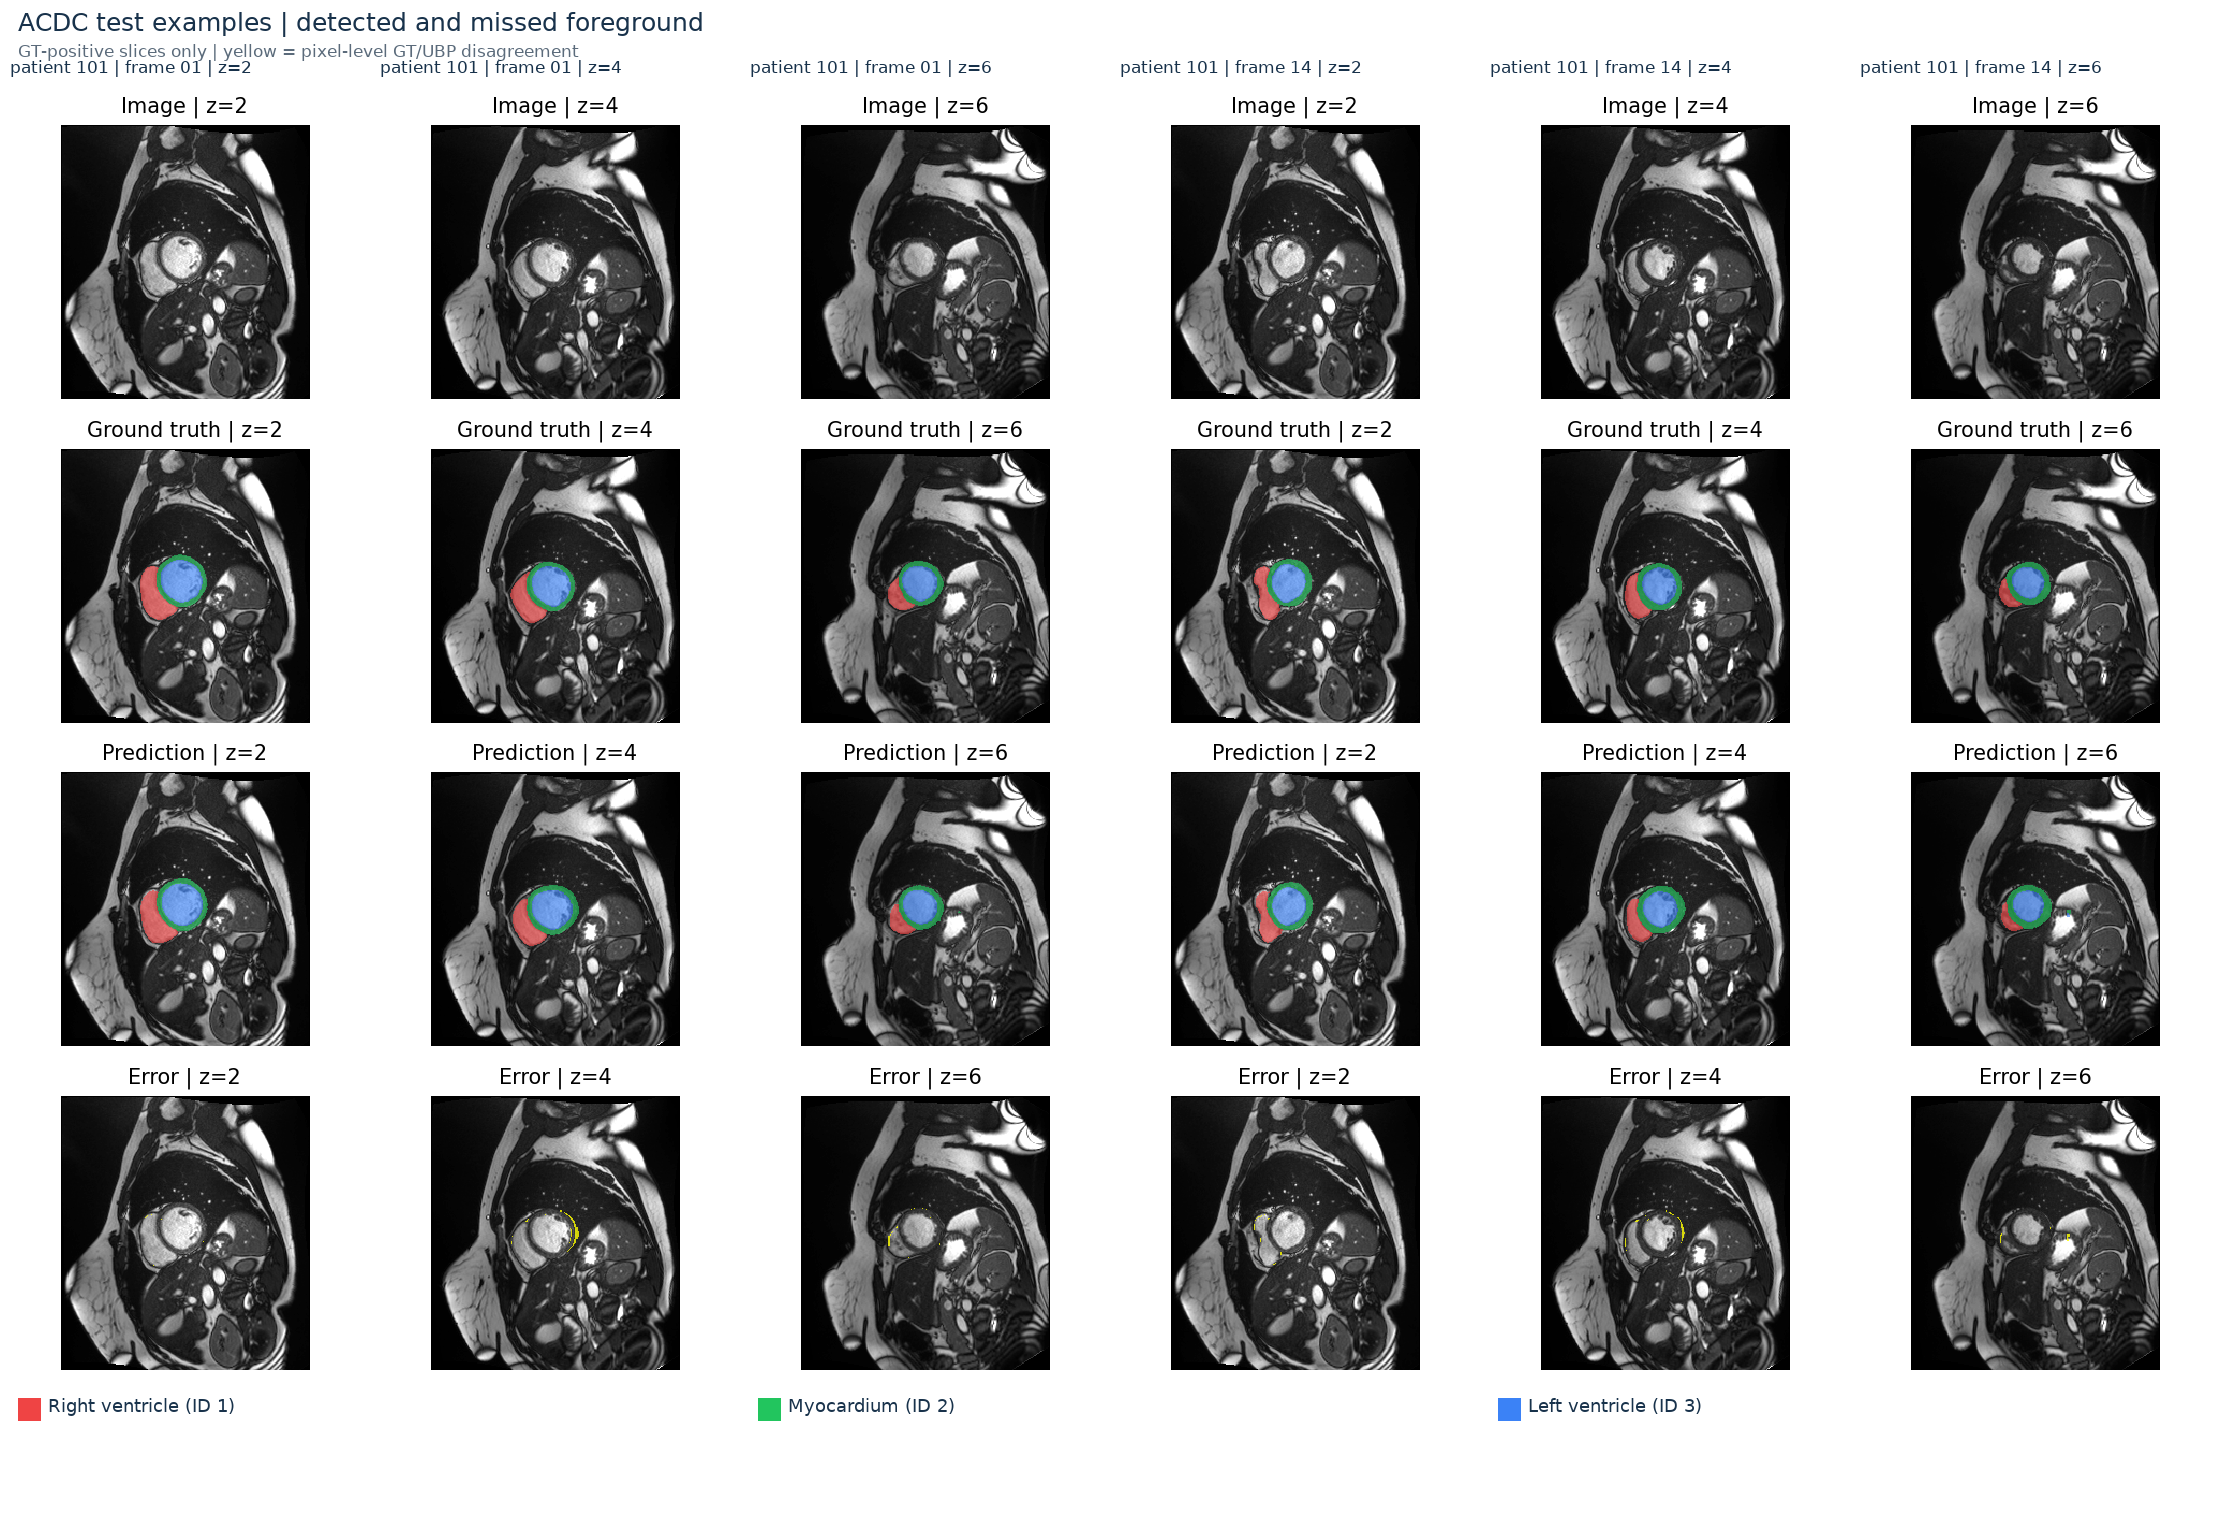 ACDC test examples | detected and missed foreground
GT-positive slices only | yellow = pixel-level GT/UBP disagreement
patient 101 | frame 01 | z=2 patient 101 | frame 01 | z=4 patient 101 | frame 01 | z=6 patient 101 | frame 14 | z=2 patient 101 | frame 14 | z=4 patient 101 | frame 14 | z=6
Image | z=2 Image | z=4 Image | z=6 Image | z=2 Image | z=4 Image | z=6
Ground truth | z=2 Ground truth | z=4 Ground truth | z=6 Ground truth | z=2 Ground truth | z=4 Ground truth | z=6
Prediction | z=2 Prediction | z=4 Prediction | z=6 Prediction | z=2 Prediction | z=4 Prediction | z=6
Error | z=2 Error | z=4 Error | z=6 Error | z=2 Error | z=4 Error | z=6
Right ventricle (ID 1) Myocardium (ID 2) Left ventricle (ID 3)